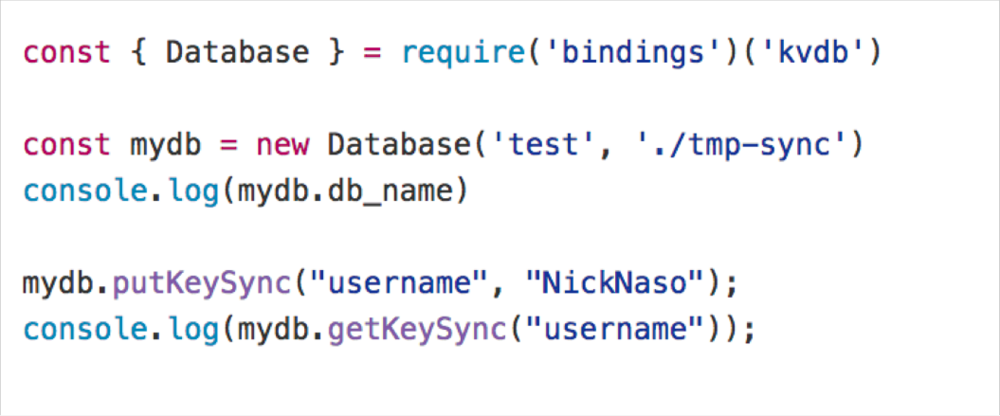 const { Database } = require('bindings')('kvdb')
const mydb = new Database('test', './tmp-sync')
console.log(mydb.db_name)
mydb.putKeySync("username", "NickNaso");
console.log(mydb.getKeySync("username"));